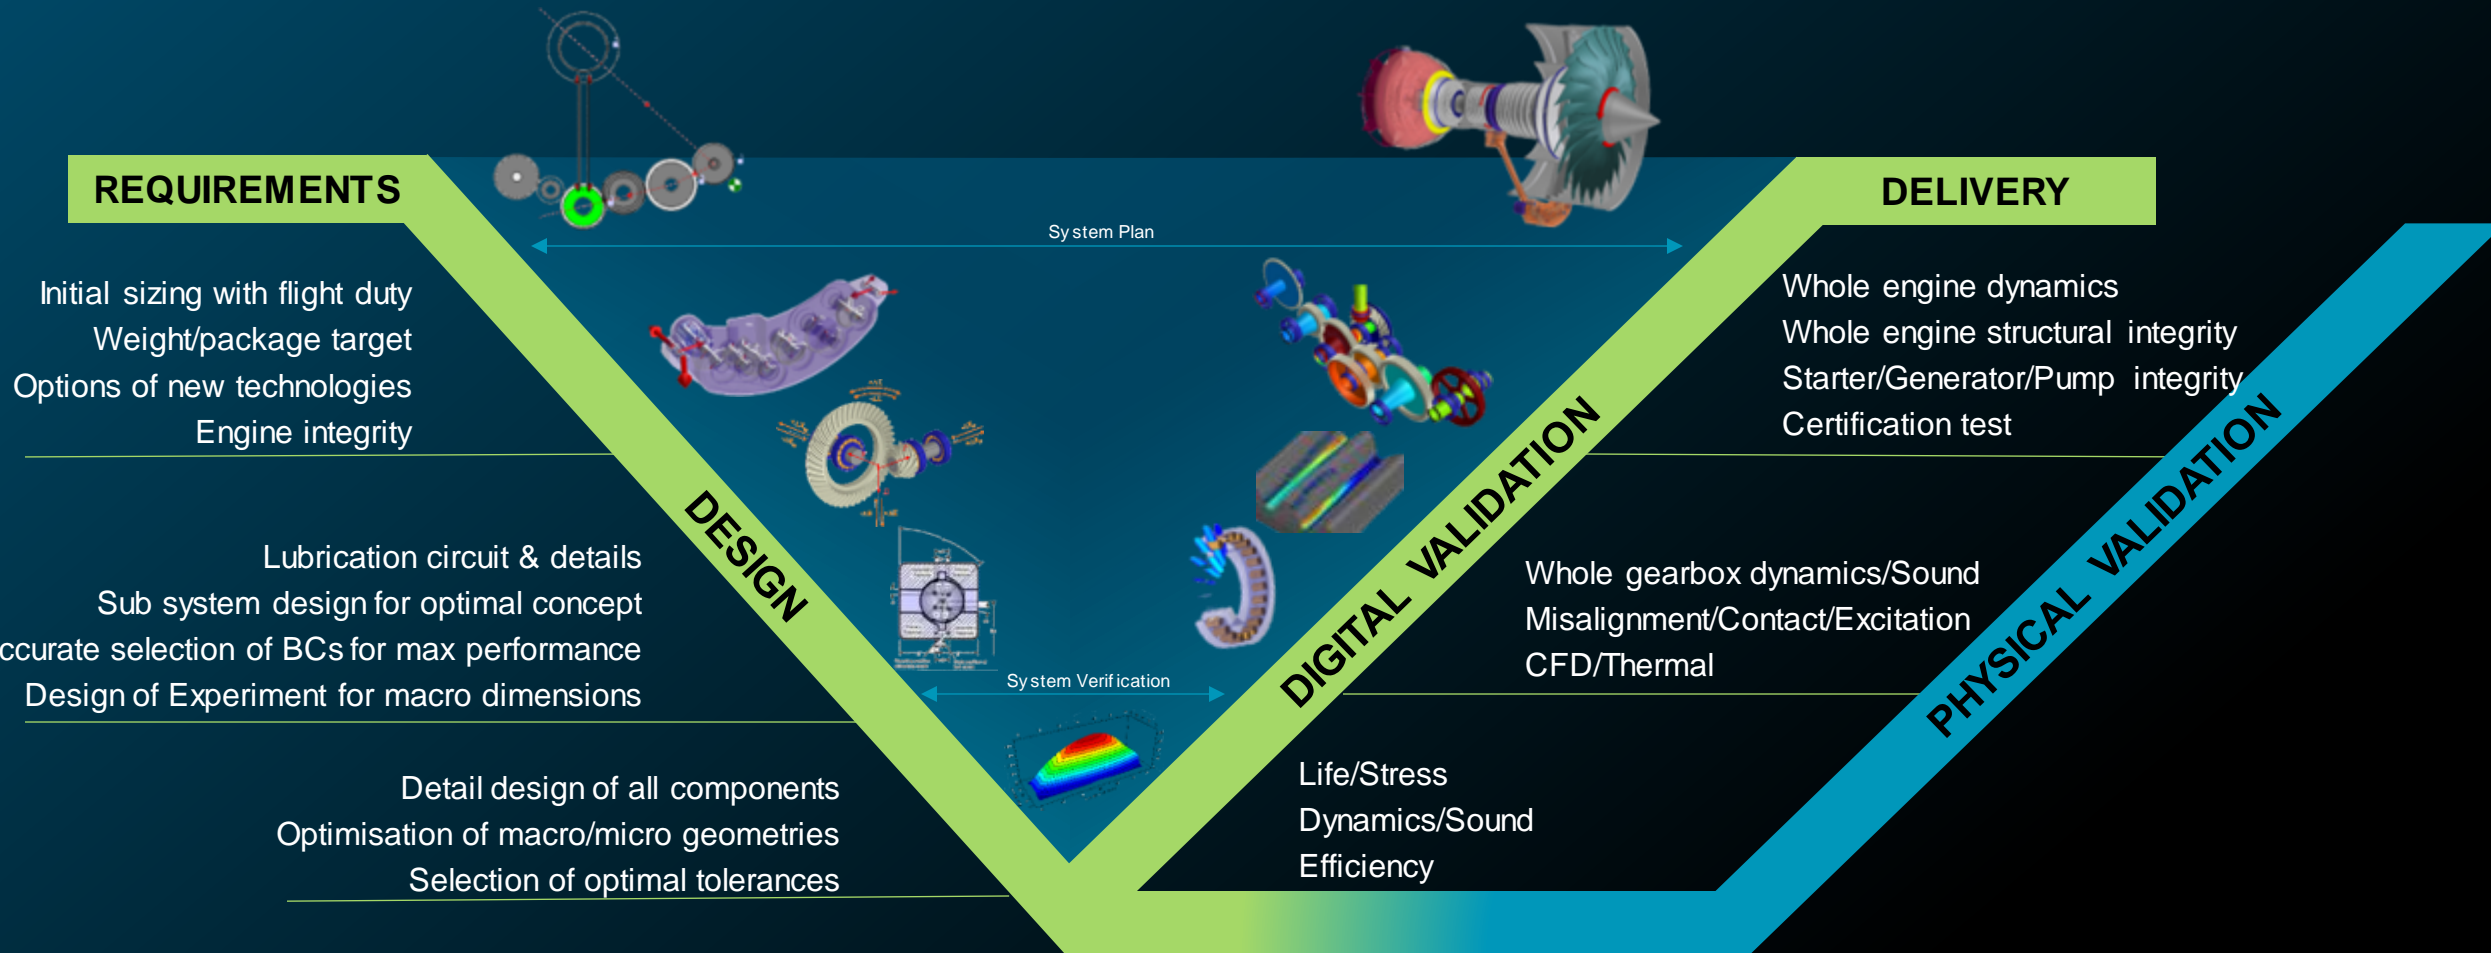 REQUIREMENTS
Initial sizing with flight duty
Weight/package target
Options of new technologies
Engine integrity
Lubrication circuit & details
Sub system design for optimal concept
ccurate selection of BCs for max performance
Design of Experiment for macro dimensions
Detail design of all components
Optimisation of macro/micro geometries
Selection of optimal tolerances
DESIGN
System Plan
System Verification
DIGITAL VALIDATION
DELIVERY
Whole engine dynamics
Whole engine structural integrity
Starter/Generator/Pump integrity
Certification test
Whole gearbox dynamics/Sound
Misalignment/Contact/Excitation
CFD/Thermal
Life/Stress
Dynamics/Sound
Efficiency
PHYSICAL VALIDATION